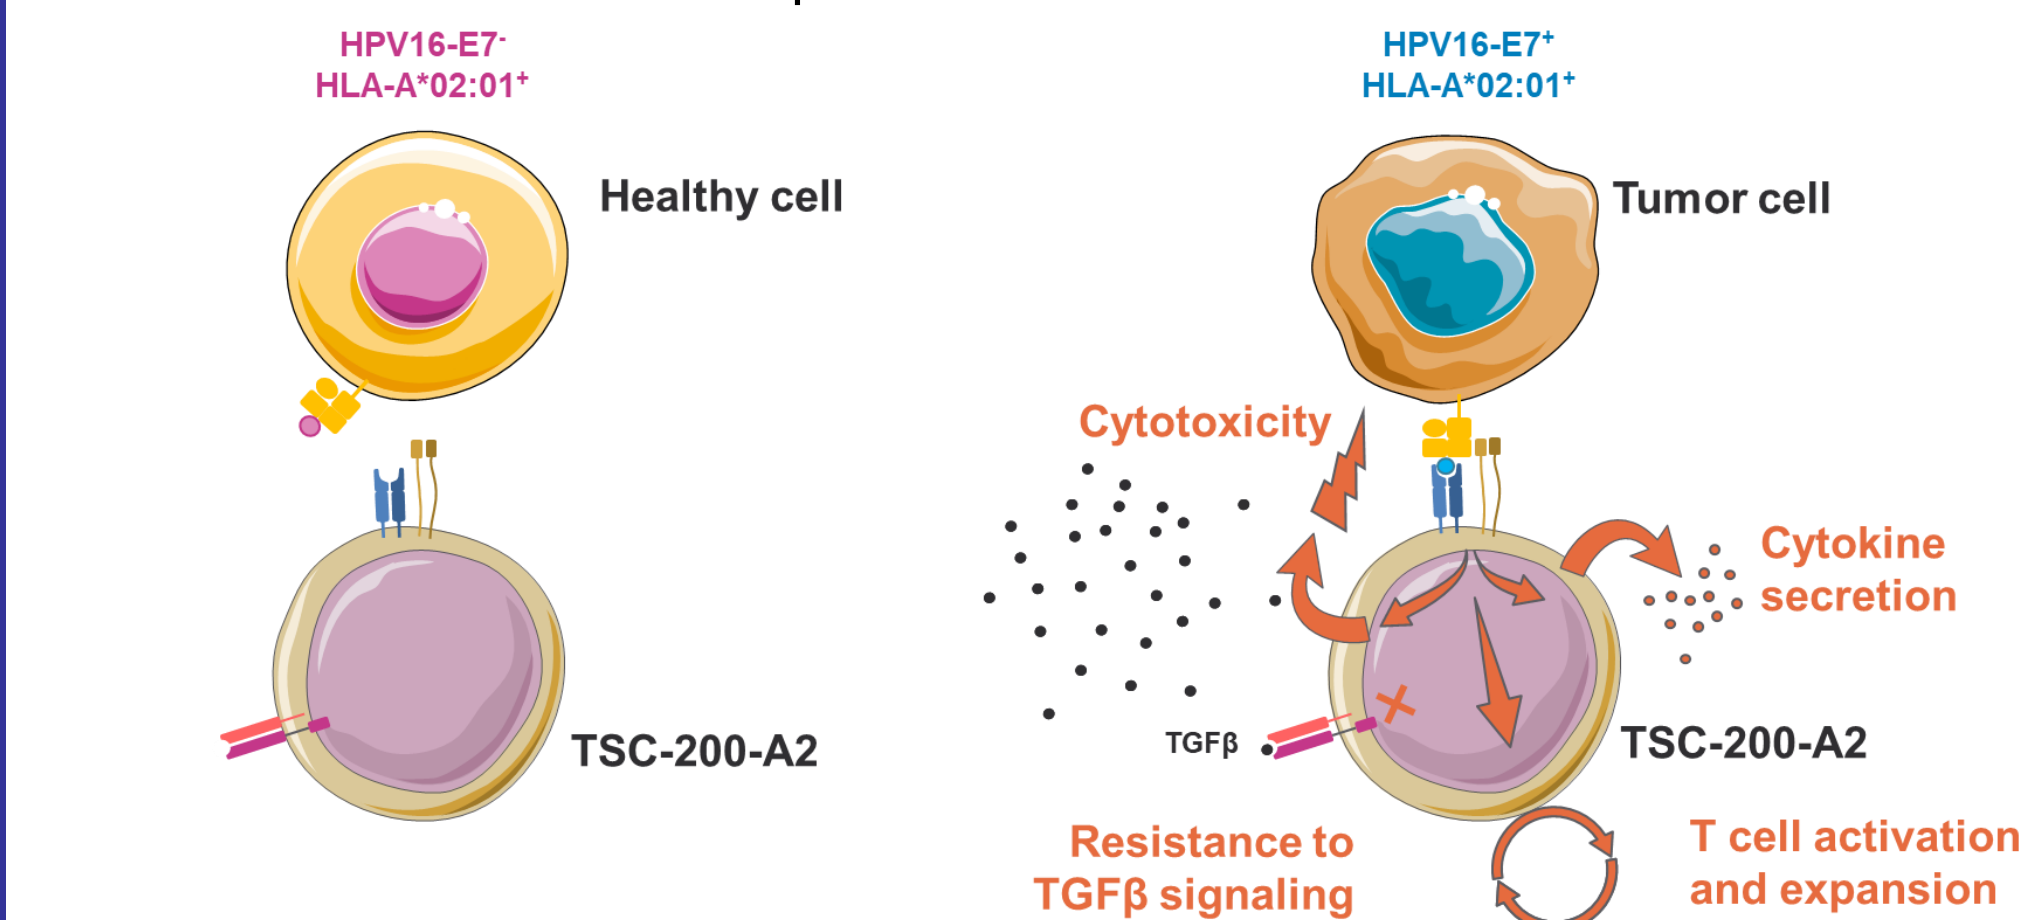 HPV16-E7⁻
HLA-A*02:01⁺
Healthy cell
TSC-200-A2
HPV16-E7⁺
HLA-A*02:01⁺
Tumor cell
Cytotoxicity
Cytokine
secretion
TGFβ
TSC-200-A2
Resistance to
TGFβ signaling
T cell activation
and expansion